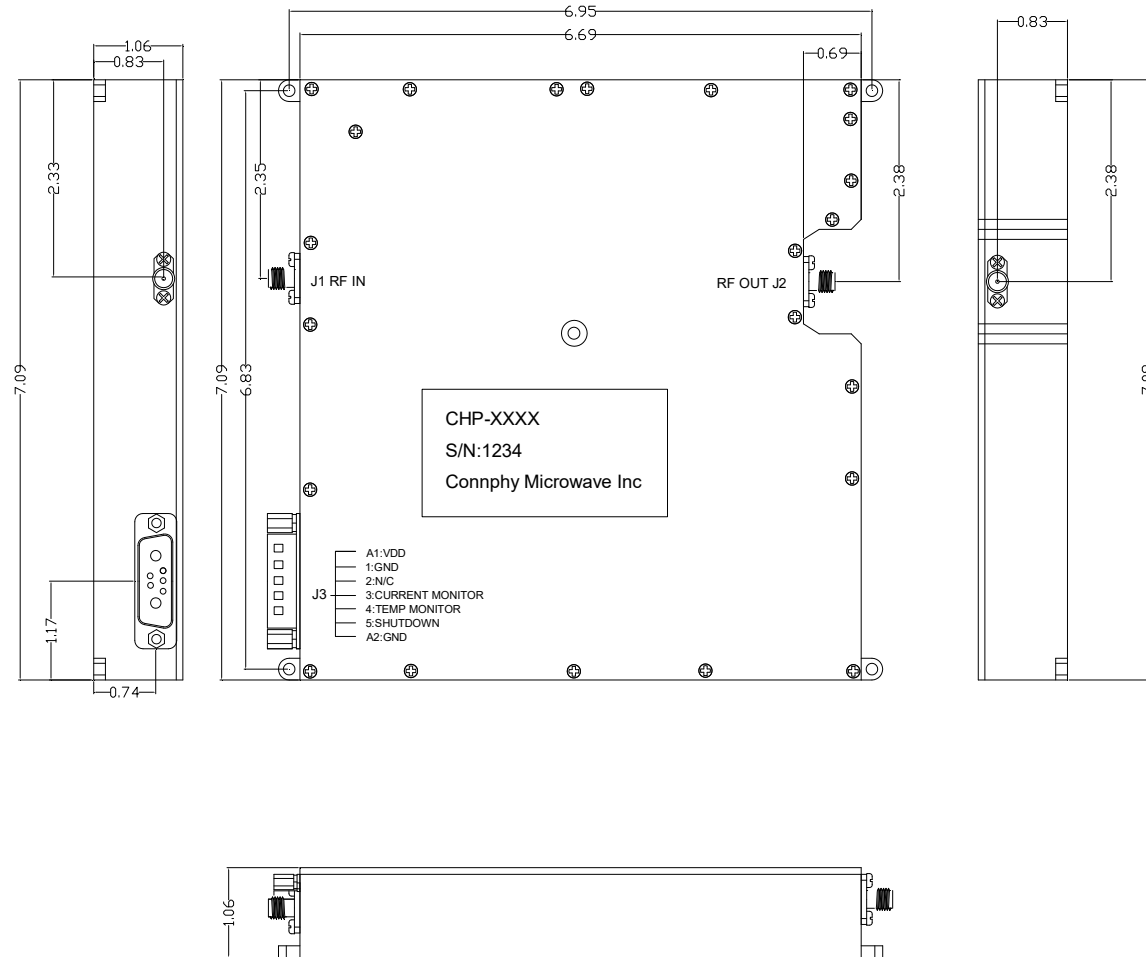 6.95
6.69
0.69
0.83
1.06
0.83
2.33
2.35
2.38
2.38
J1 RF IN
RF OUT J2
7.09
7.09
6.83
7.09
CHP-XXXX
S/N:1234
Connphy Microwave Inc
J3
A1:VDD
1:GND
2:N/C
3:CURRENT MONITOR
4:TEMP MONITOR
5:SHUTDOWN
A2:GND
1.17
0.74
1.06